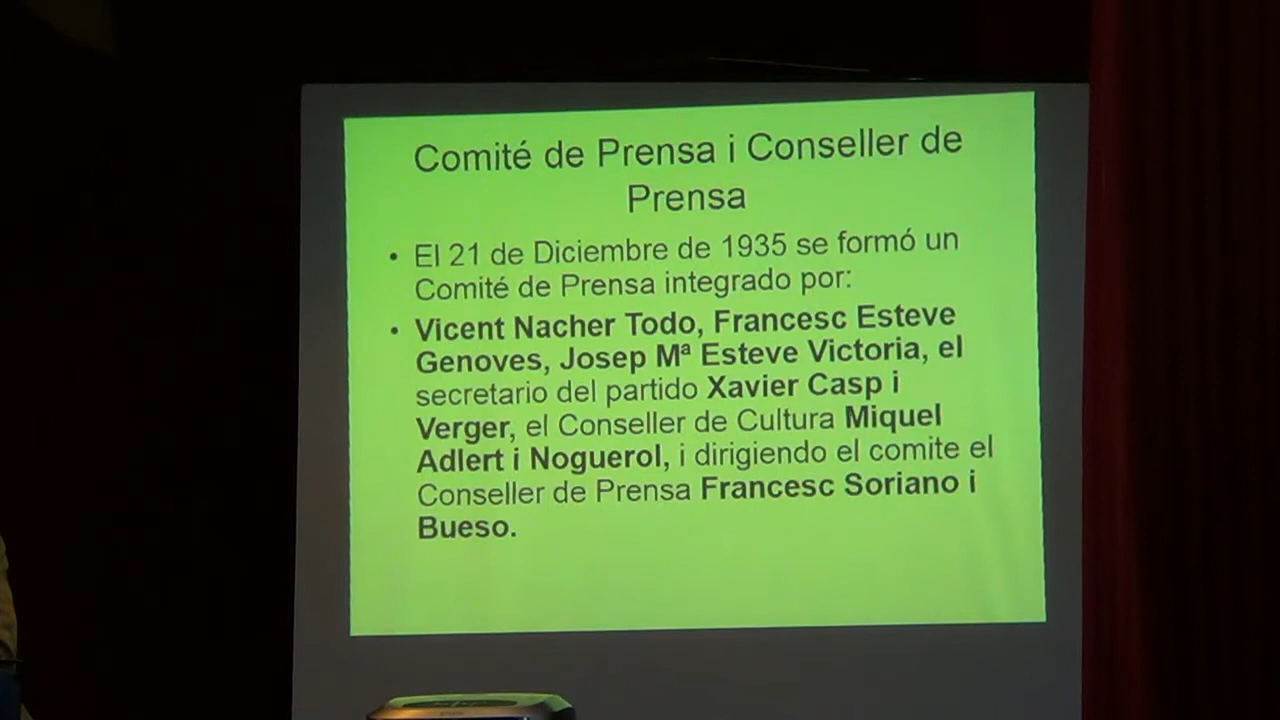 Comité de Prensa i Conseller de
Prensa
• El 21 de Diciembre de 1935 se formó un
Comité de Prensa integrado por:
• Vicent Nacher Todo, Francesc Esteve
Genoves, Josep Mª Esteve Victoria, el
secretario del partido Xavier Casp i
Verger, el Conseller de Cultura Miquel
Adlert i Noguerol, i dirigiendo el comite el
Conseller de Prensa Francesc Soriano i
Bueso.